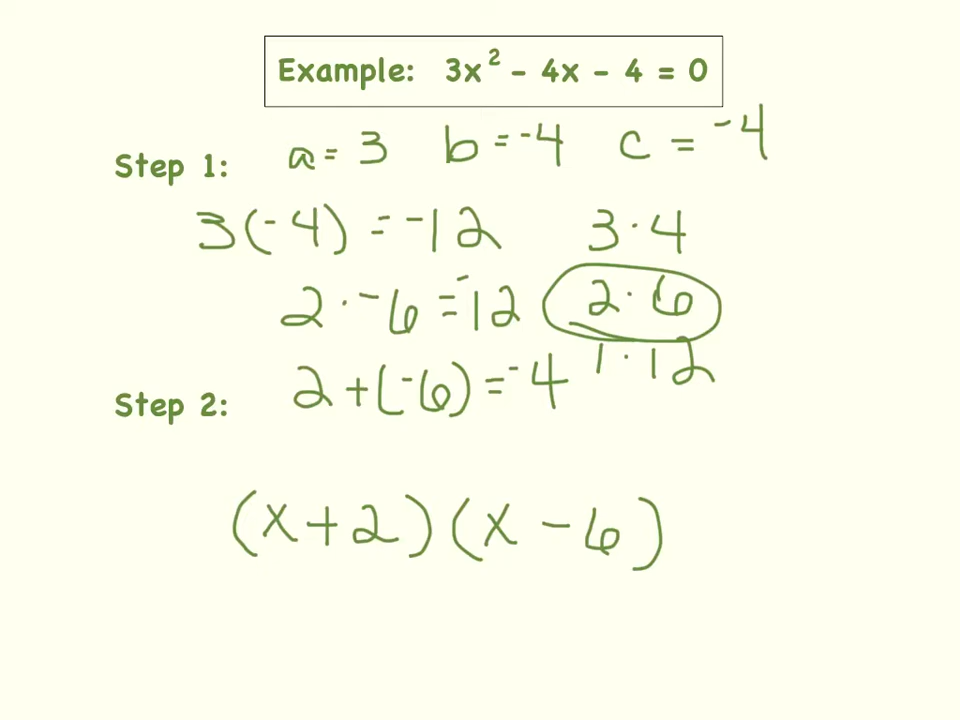 Example: 3x² - 4x - 4 = 0
Step 1: a = 3 b = -4 c = -4
3(-4) = -12 3 · 4
2 · -6 = -12 2 · 6
2 + (-6) = -4 1 · 12
Step 2:
(x + 2)(x - 6)